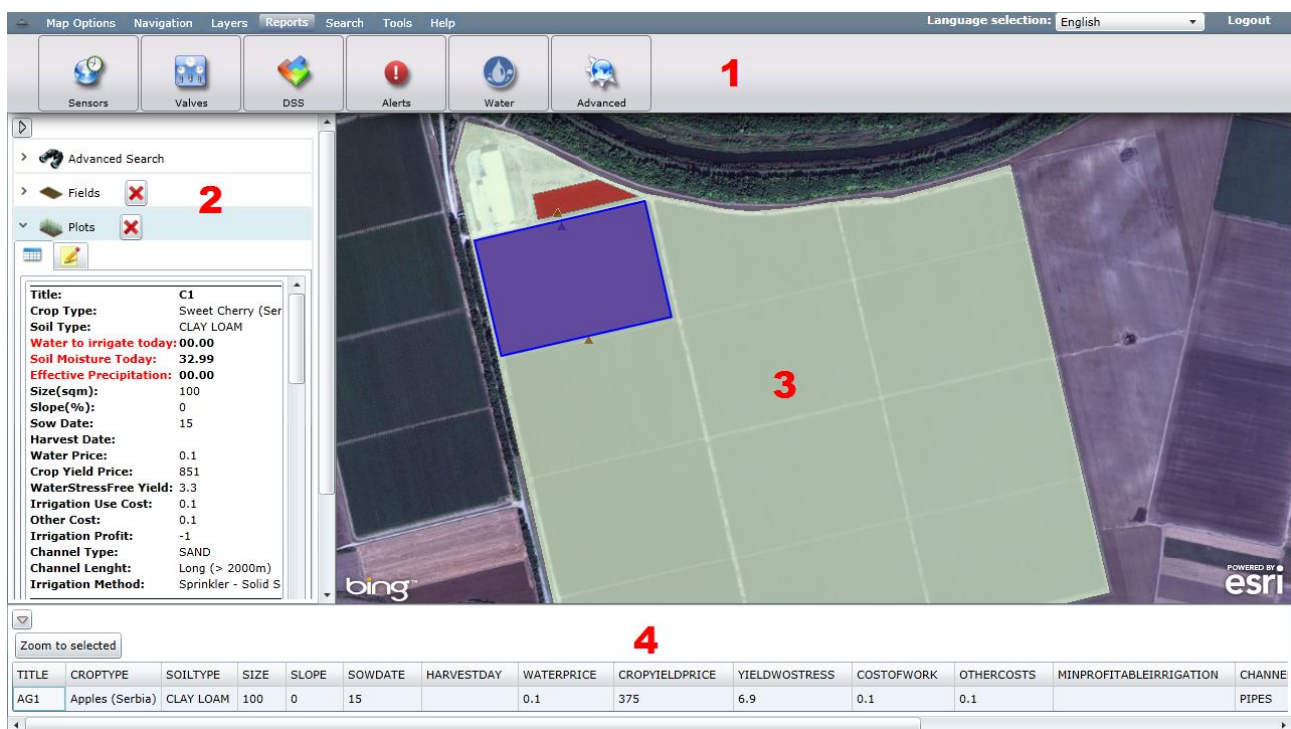 Map Options Navigation Layers Reports Search Tools Help Language selection: English Logout
Sensors Valves DSS Alerts Water Advanced 1
Advanced Search
Fields 2
Plots
Title: C1
Crop Type: Sweet Cherry (Ser
Soil Type: CLAY LOAM
Water to irrigate today: 00.00
Soil Moisture Today: 32.99
Effective Precipitation: 00.00
Size(sqm): 100
Slope(%): 0
Sow Date: 15
Harvest Date:
Water Price: 0.1
Crop Yield Price: 851
WaterStressFree Yield: 3.3
Irrigation Use Cost: 0.1
Other Cost: 0.1
Irrigation Profit: -1
Channel Type: SAND
Channel Lenght: Long (> 2000m)
Irrigation Method: Sprinkler - Solid S
3
bing™
POWERED BY
esri
4
Zoom to selected
TITLE CROPTYPE SOILTYPE SIZE SLOPE SOWDATE HARVESTDAY WATERPRICE CROPYIELDPRICE YIELDWOSTRESS COSTOFWORK OTHERCOSTS MINPROFITABLEIRRIGATION CHANNE
AG1 Apples (Serbia) CLAY LOAM 100 0 15 0.1 375 6.9 0.1 0.1 PIPES